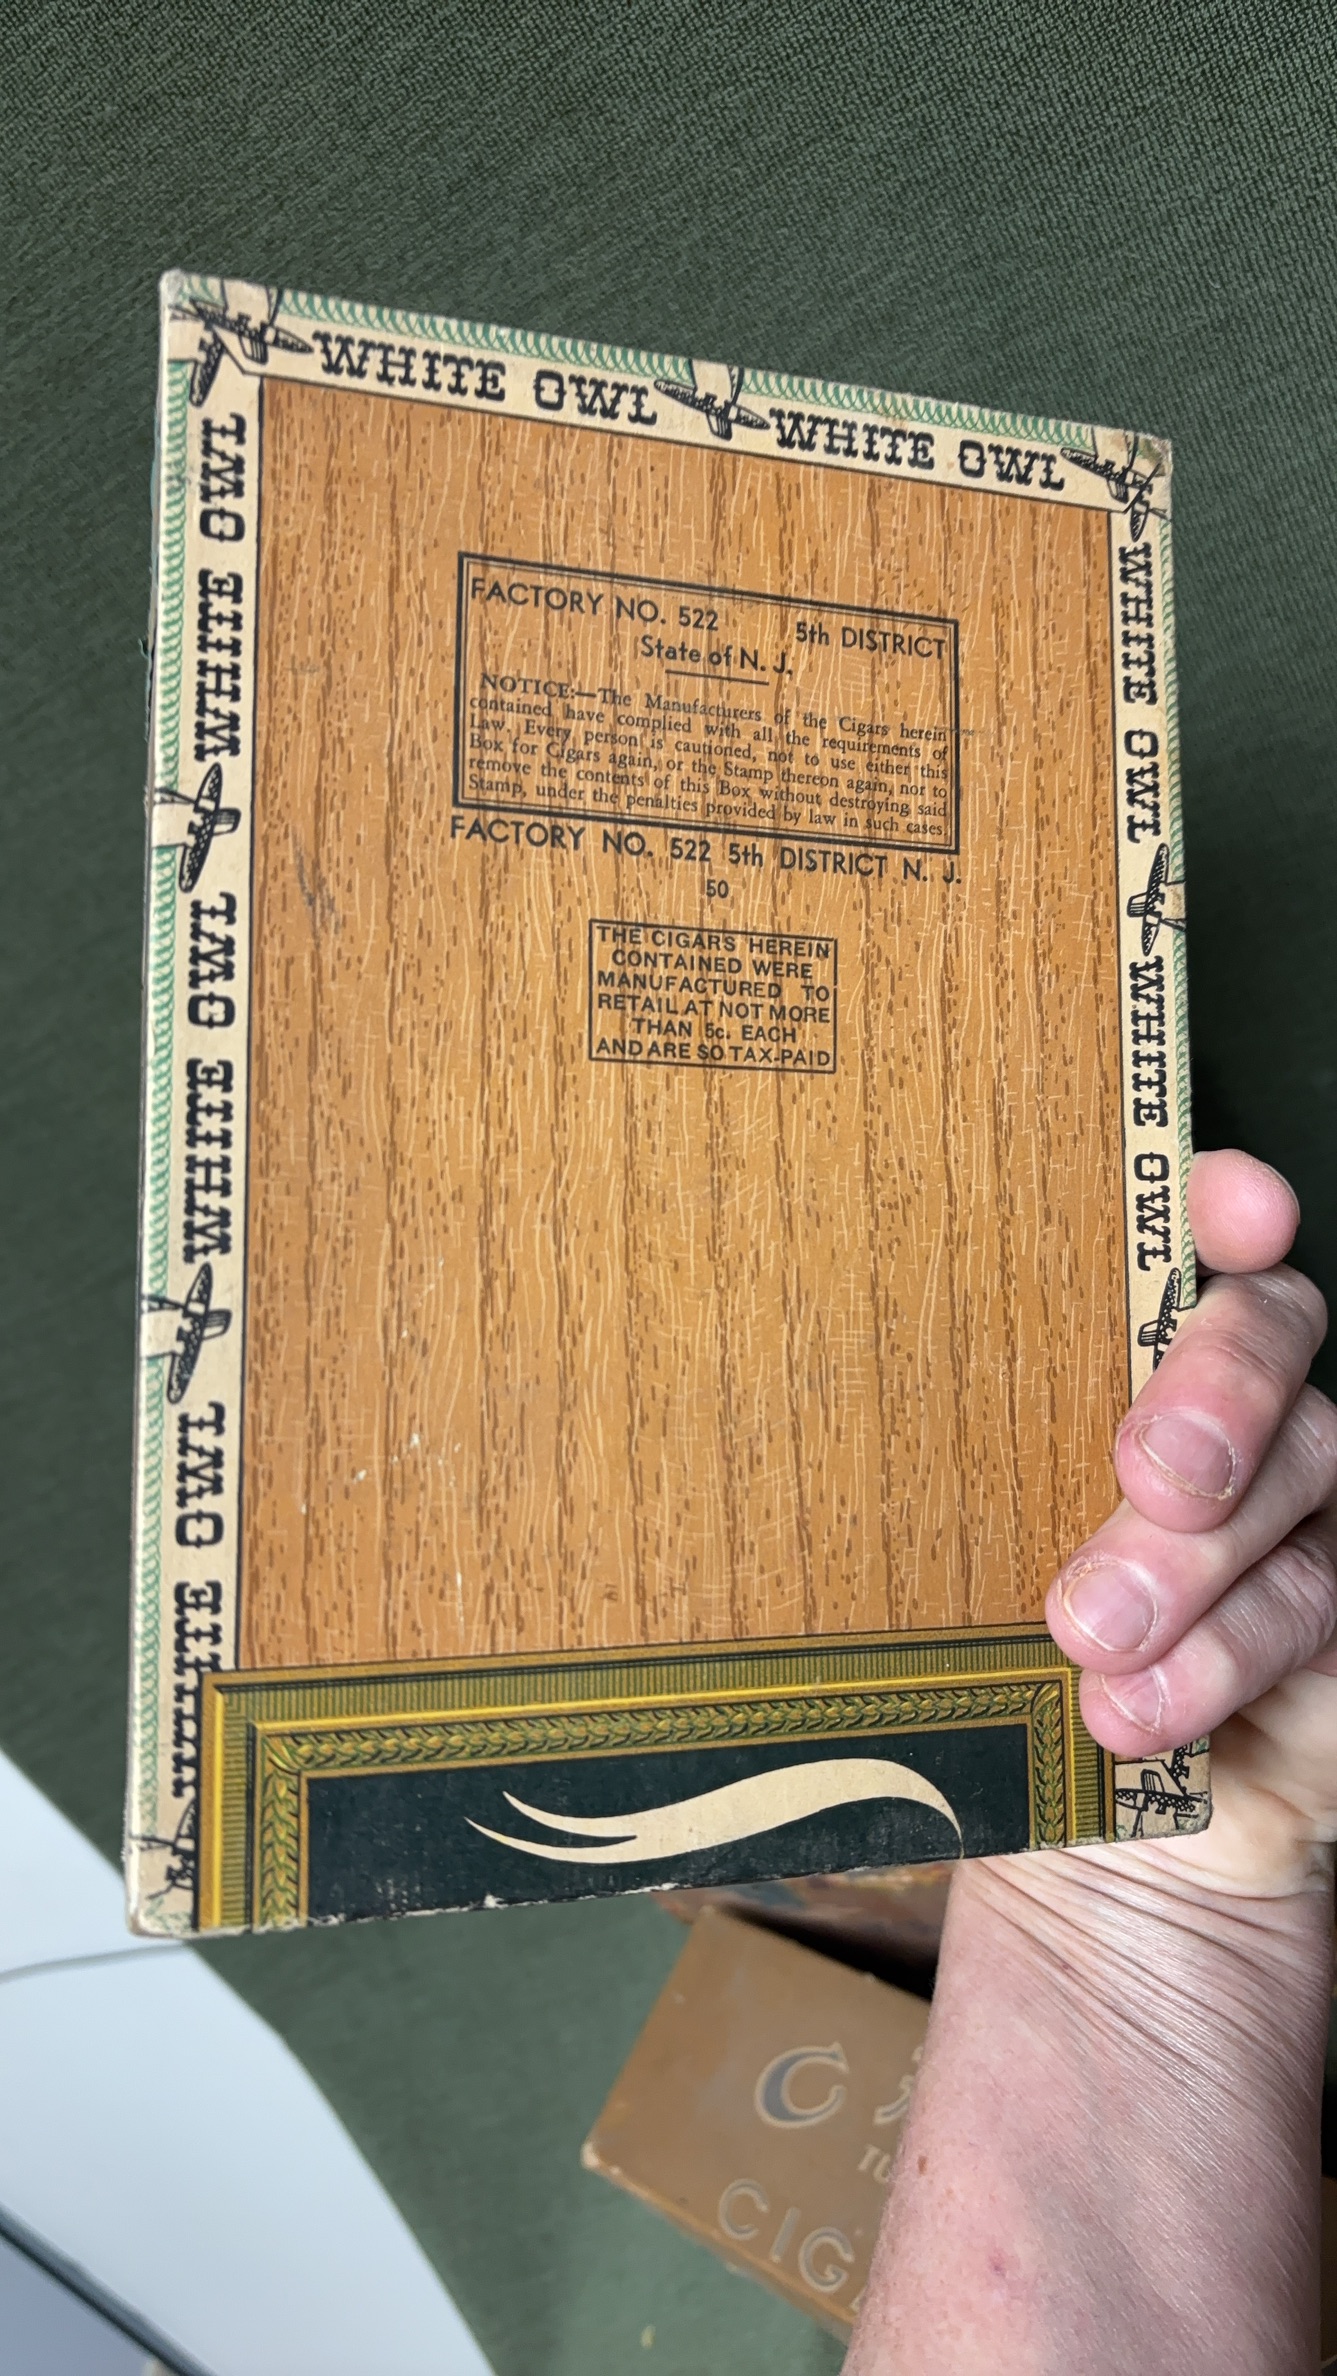 WHITE OWL WHITE OWL
WHITE OWL WHITE OWL WHITE OWL
WHITE OWL WHITE OWL
FACTORY NO. 522 5th DISTRICT
State of N. J.
NOTICE:—The Manufacturers of the Cigars herein
contained have complied with all the requirements of
Law. Every person is cautioned, not to use either this
Box for Cigars again, or the Stamp thereon again, nor to
remove the contents of this Box without destroying said
Stamp, under the penalties provided by law in such cases.
FACTORY NO. 522 5th DISTRICT N. J.
50
THE CIGARS HEREIN
CONTAINED WERE
MANUFACTURED TO
RETAIL AT NOT MORE
THAN 5c. EACH
AND ARE SO TAX-PAID